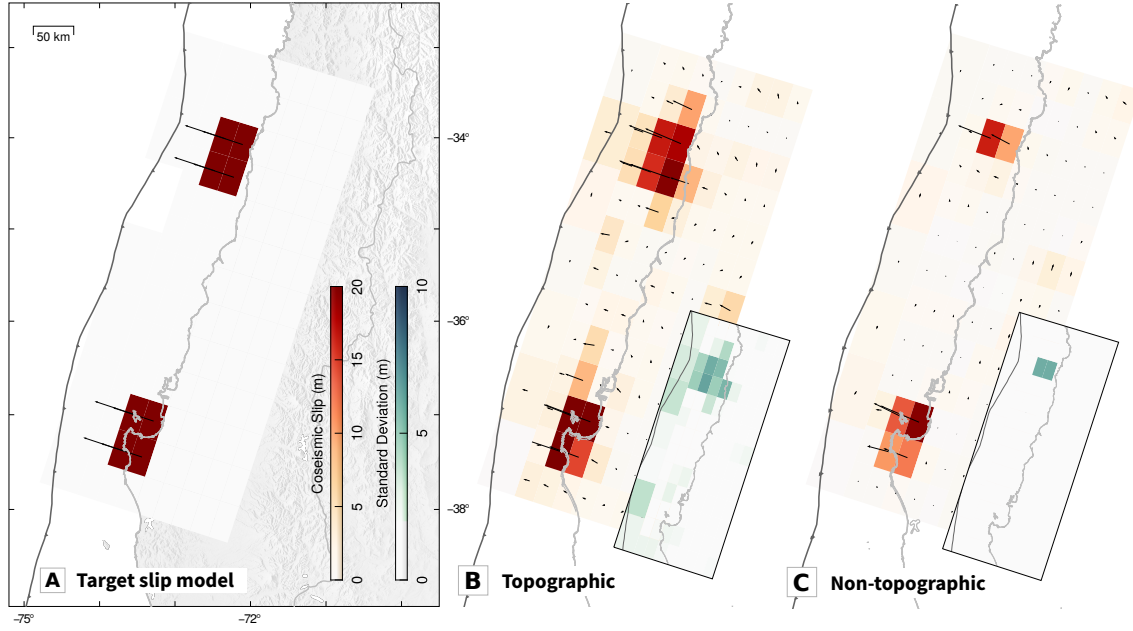 50 km
−34°
−36°
−38°
−75°
−72°
Coseismic Slip (m)
0
5
10
15
20
Standard Deviation (m)
0
5
10
A Target slip model
B Topographic
C Non-topographic